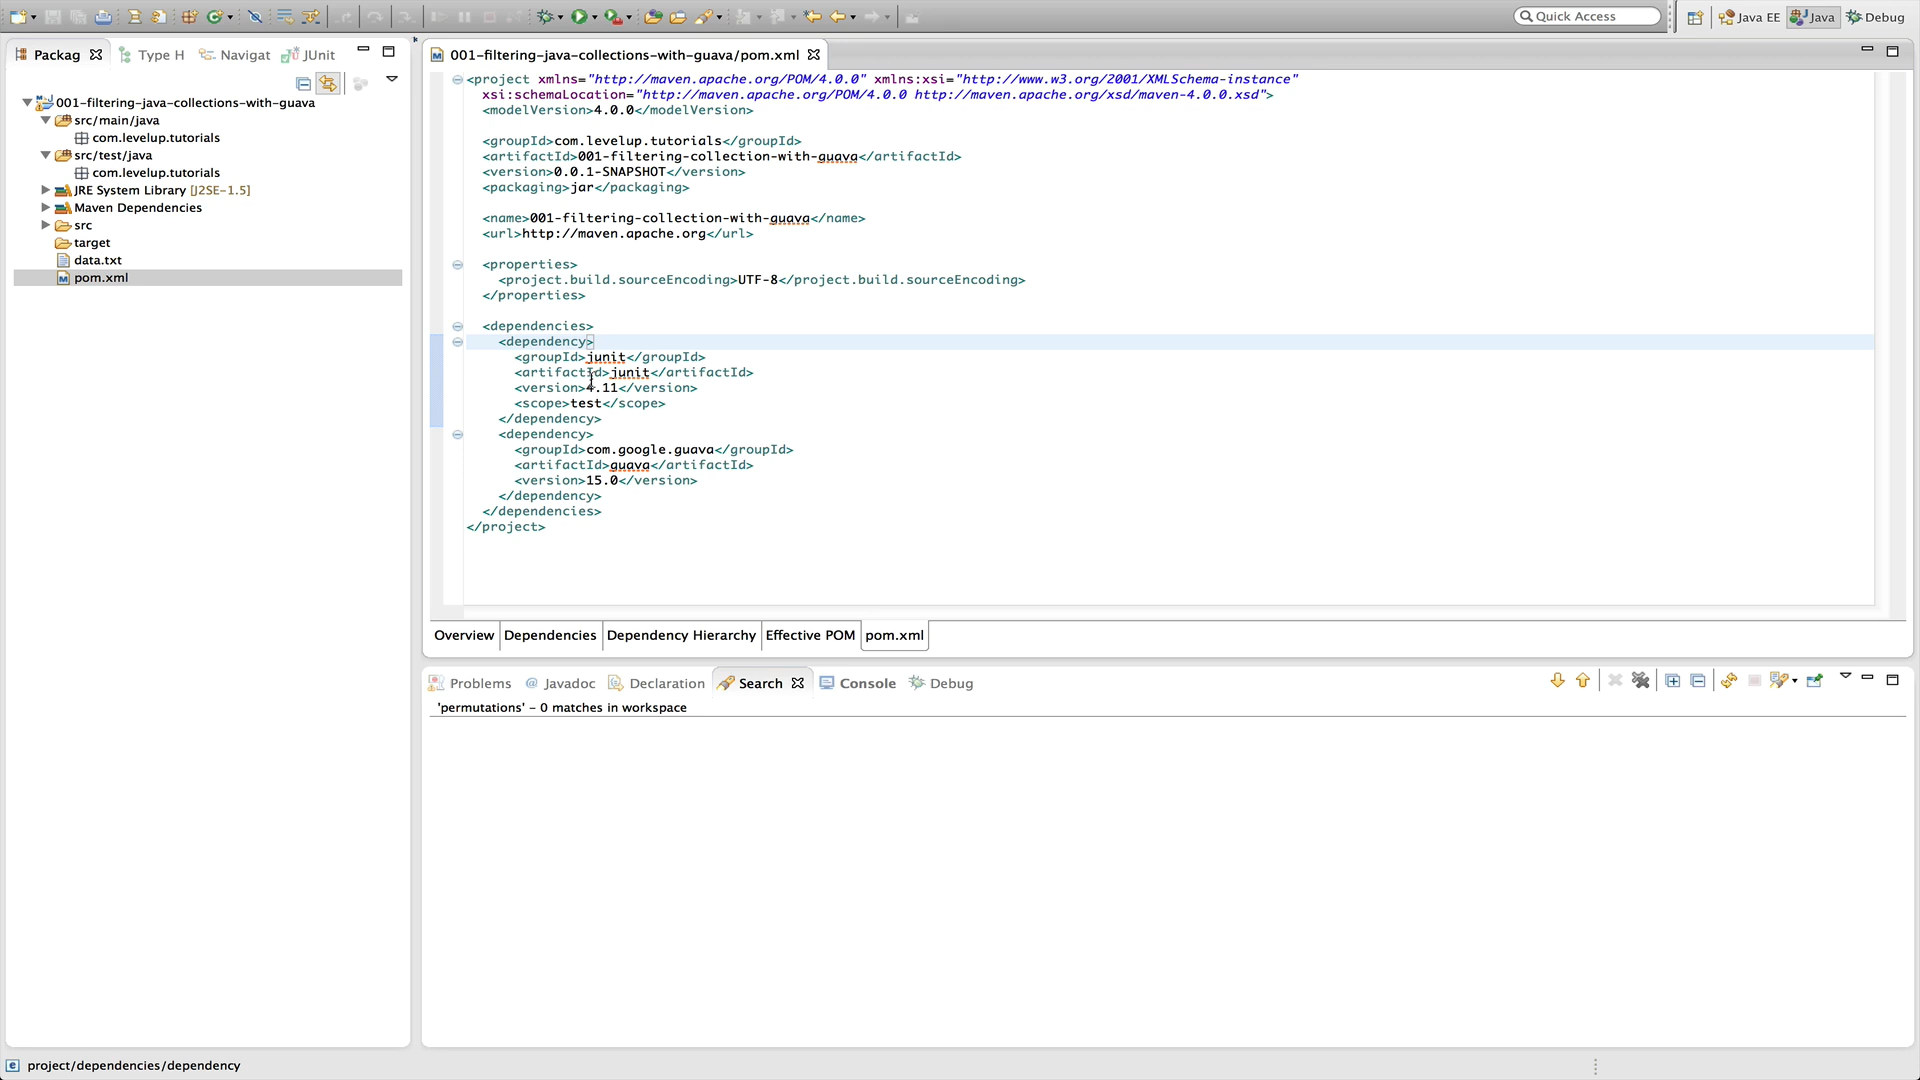 Quick Access
Java EE
Java
Debug
Packag
Type H
Navigat
JUnit
001-filtering-java-collections-with-guava
src/main/java
com.levelup.tutorials
src/test/java
com.levelup.tutorials
JRE System Library [J2SE-1.5]
Maven Dependencies
src
target
data.txt
pom.xml
001-filtering-java-collections-with-guava/pom.xml
<project xmlns="http://maven.apache.org/POM/4.0.0" xmlns:xsi="http://www.w3.org/2001/XMLSchema-instance"
xsi:schemaLocation="http://maven.apache.org/POM/4.0.0 http://maven.apache.org/xsd/maven-4.0.0.xsd">
<modelVersion>4.0.0</modelVersion>
<groupId>com.levelup.tutorials</groupId>
<artifactId>001-filtering-collection-with-guava</artifactId>
<version>0.0.1-SNAPSHOT</version>
<packaging>jar</packaging>
<name>001-filtering-collection-with-guava</name>
<url>http://maven.apache.org</url>
<properties>
<project.build.sourceEncoding>UTF-8</project.build.sourceEncoding>
</properties>
<dependencies>
<dependency>
<groupId>junit</groupId>
<artifactId>junit</artifactId>
<version>4.11</version>
<scope>test</scope>
</dependency>
<dependency>
<groupId>com.google.guava</groupId>
<artifactId>guava</artifactId>
<version>15.0</version>
</dependency>
</dependencies>
</project>
Overview
Dependencies
Dependency Hierarchy
Effective POM
pom.xml
Problems
@ Javadoc
Declaration
Search
Console
Debug
'permutations' - 0 matches in workspace
project/dependencies/dependency